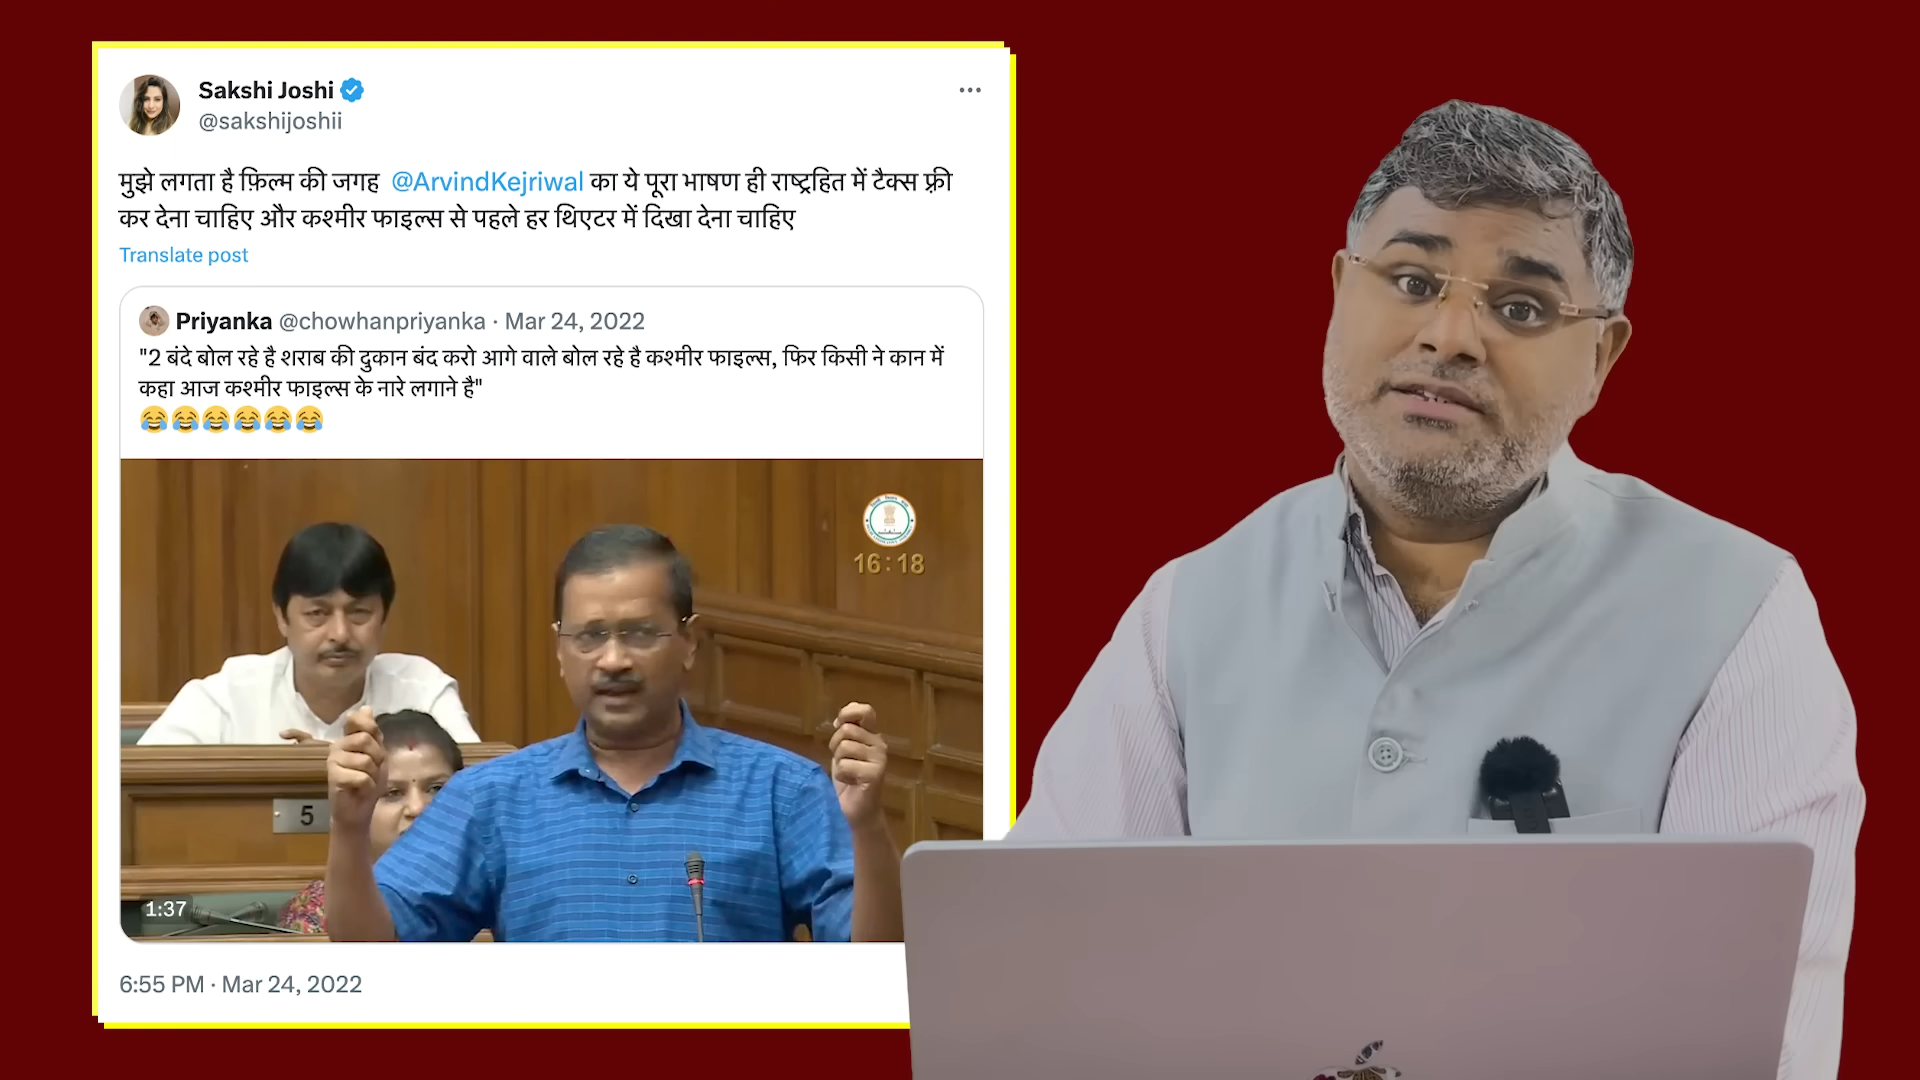 Sakshi Joshi
@sakshijoshii
मुझे लगता है फ़िल्म की जगह @ArvindKejriwal का ये पूरा भाषण ही राष्ट्रहित में टैक्स फ़्री
कर देना चाहिए और कश्मीर फाइल्स से पहले हर थिएटर में दिखा देना चाहिए
Translate post
Priyanka @chowhanpriyanka · Mar 24, 2022
"2 बंदे बोल रहे है शराब की दुकान बंद करो आगे वाले बोल रहे है कश्मीर फाइल्स, फिर किसी ने कान में
कहा आज कश्मीर फाइल्स के नारे लगाने है"
16:18
5
1:37
6:55 PM · Mar 24, 2022